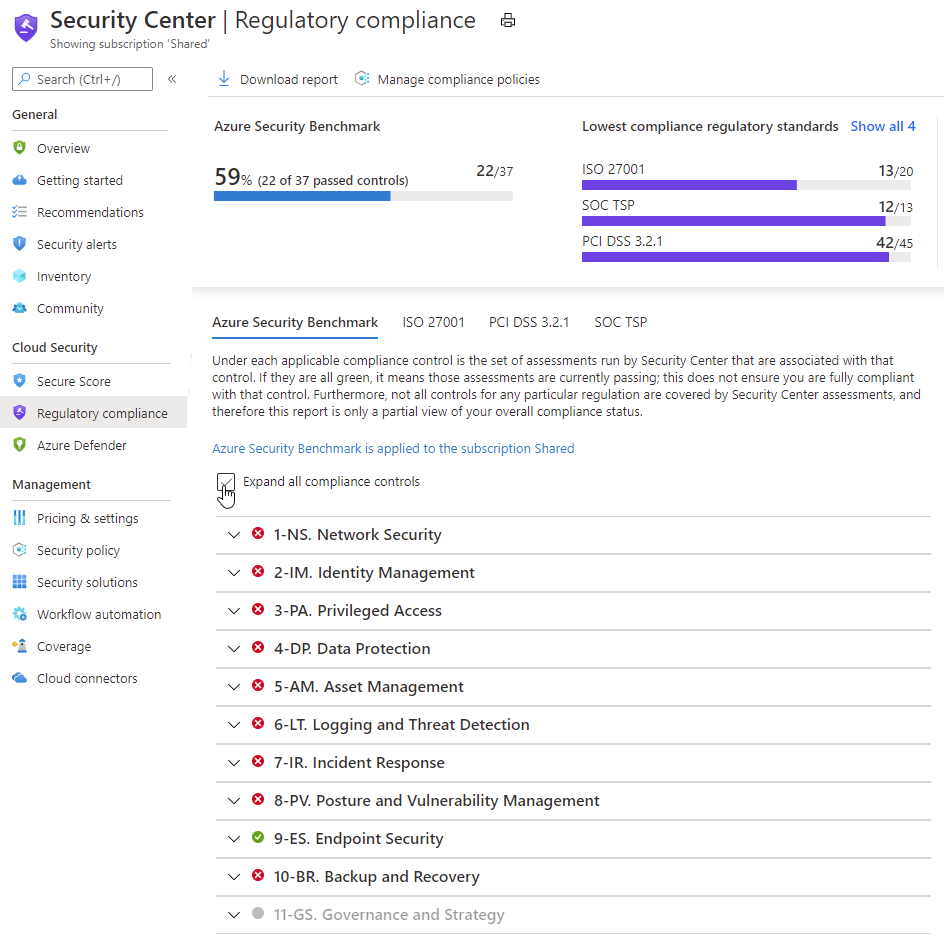 Security Center | Regulatory compliance
Showing subscription 'Shared'
Search (Ctrl+/)
«
General
Overview
Getting started
Recommendations
Security alerts
Inventory
Community
Cloud Security
Secure Score
Regulatory compliance
Azure Defender
Management
Pricing & settings
Security policy
Security solutions
Workflow automation
Coverage
Cloud connectors
Download report
Manage compliance policies
Azure Security Benchmark
59% (22 of 37 passed controls)
22/37
Lowest compliance regulatory standards Show all 4
ISO 27001 13/20
SOC TSP 12/13
PCI DSS 3.2.1 42/45
Azure Security Benchmark ISO 27001 PCI DSS 3.2.1 SOC TSP
Under each applicable compliance control is the set of assessments run by Security Center that are associated with that
control. If they are all green, it means those assessments are currently passing; this does not ensure you are fully compliant
with that control. Furthermore, not all controls for any particular regulation are covered by Security Center assessments, and
therefore this report is only a partial view of your overall compliance status.
Azure Security Benchmark is applied to the subscription Shared
Expand all compliance controls
1-NS. Network Security
2-IM. Identity Management
3-PA. Privileged Access
4-DP. Data Protection
5-AM. Asset Management
6-LT. Logging and Threat Detection
7-IR. Incident Response
8-PV. Posture and Vulnerability Management
9-ES. Endpoint Security
10-BR. Backup and Recovery
11-GS. Governance and Strategy